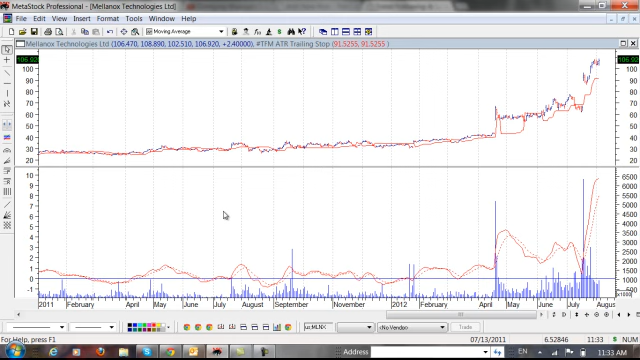 MetaStock Professional - [Mellanox Technologies Ltd]
File Edit View Insert Format Tools Window Help
Moving Average
Mellanox Technologies Ltd (106.470, 108.890, 102.510, 106.920, +2.40000), #TFM ATR Trailing Stop (91.5255, 91.5255)
106.920 106.920
100 100
90 90
80 80
70 70
60 60
50 50
40 40
30 30
20 20
10 6500
9 6000
8 5500
7 5000
6 4500
5 4000
4 3500
3 3000
2 2500
1 2000
0 1500
-1 1000
500
x1000
2011 February April May June July August September November 2012 February April May June July August
us:MLNX <No Vendor> Trade
For Help, press F1 07/13/2011 6.52846 11:33 NUM
Address EN 11:33 AM